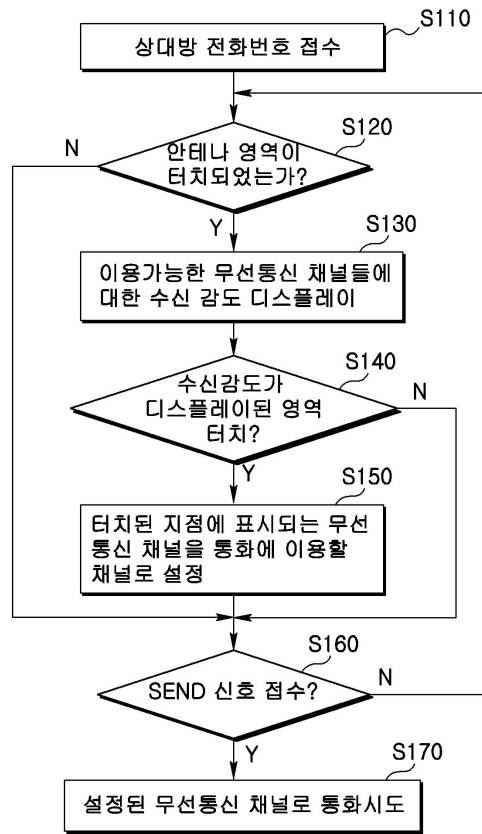 S110
상대방 전화번호 접수
S120
N
안테나 영역이
터치되었는가?
Y
S130
이용가능한 무선통신 채널들에
대한 수신 감도 디스플레이
S140
수신감도가
디스플레이된 영역
터치?
N
Y
S150
터치된 지점에 표시되는 무선
통신 채널을 통화에 이용할
채널로 설정
S160
SEND 신호 접수?
N
Y
S170
설정된 무선통신 채널로 통화시도